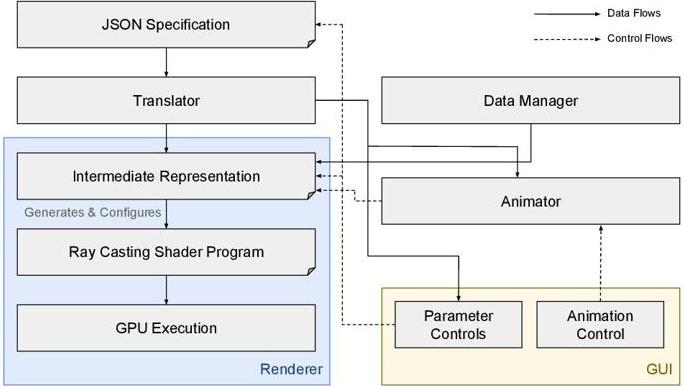 JSON Specification
Data Flows
Control Flows
Translator
Data Manager
Intermediate Representation
Animator
Generates & Configures
Ray Casting Shader Program
GPU Execution
Parameter
Controls
Animation
Control
Renderer
GUI